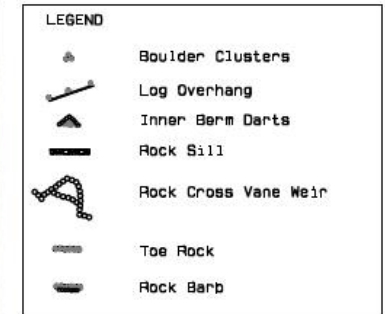 LEGEND
Boulder Clusters
Log Overhang
Inner Berm Darts
Rock Sill
Rock Cross Vane Weir
Toe Rock
Rock Barb